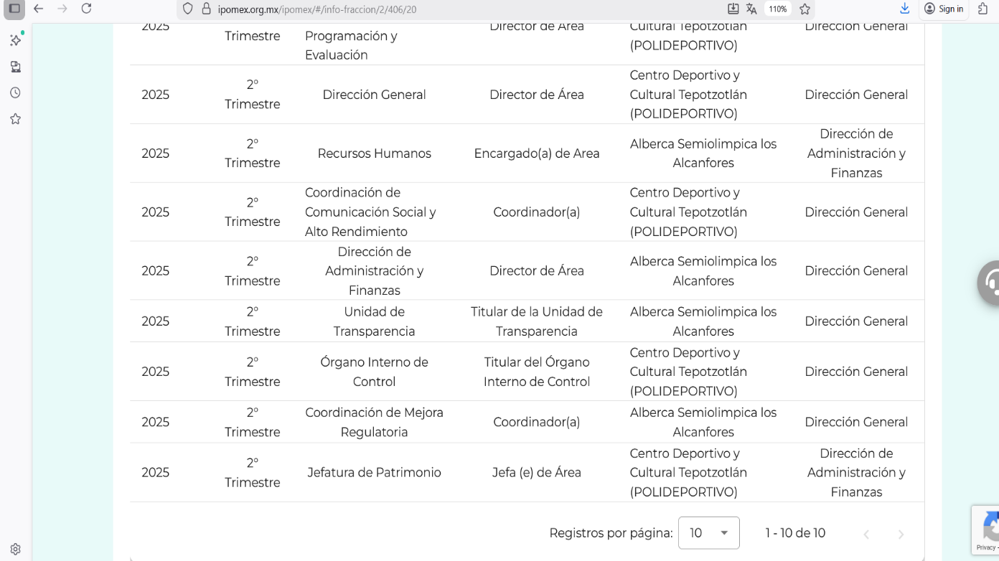 ipomex.org.mx/ipomex/#/info-fraccion/2/406/20
110%
Sign in
2025
Trimestre
Programación y
Evaluación
Director de Área
Cultural Tepotzotlán
(POLIDEPORTIVO)
Dirección General
2025
2°
Trimestre
Dirección General
Director de Área
Centro Deportivo y
Cultural Tepotzotlán
(POLIDEPORTIVO)
Dirección General
2025
2°
Trimestre
Recursos Humanos
Encargado(a) de Area
Alberca Semiolimpica los
Alcanfores
Dirección de
Administración y
Finanzas
2025
2°
Trimestre
Coordinación de
Comunicación Social y
Alto Rendimiento
Coordinador(a)
Centro Deportivo y
Cultural Tepotzotlán
(POLIDEPORTIVO)
Dirección General
2025
2°
Trimestre
Dirección de
Administración y
Finanzas
Director de Área
Alberca Semiolimpica los
Alcanfores
Dirección General
2025
2°
Trimestre
Unidad de
Transparencia
Titular de la Unidad de
Transparencia
Alberca Semiolimpica los
Alcanfores
Dirección General
2025
2°
Trimestre
Órgano Interno de
Control
Titular del Órgano
Interno de Control
Centro Deportivo y
Cultural Tepotzotlán
(POLIDEPORTIVO)
Dirección General
2025
2°
Trimestre
Coordinación de Mejora
Regulatoria
Coordinador(a)
Alberca Semiolimpica los
Alcanfores
Dirección General
2025
2°
Trimestre
Jefatura de Patrimonio
Jefa (e) de Área
Centro Deportivo y
Cultural Tepotzotlán
(POLIDEPORTIVO)
Dirección de
Administración y
Finanzas
Registros por página:
10
1 - 10 de 10
Privacy -